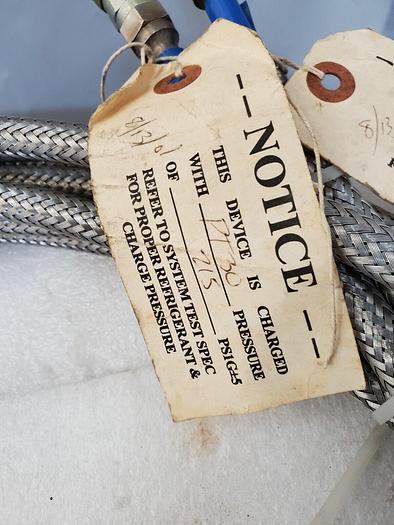 8/13/01
-- NOTICE --
THIS DEVICE IS CHARGED
WITH PRESSURE
OF 215 PSIG±5
REFER TO SYSTEM TEST SPEC
FOR PROPER REFRIGERANT &
CHARGE PRESSURE
8/13